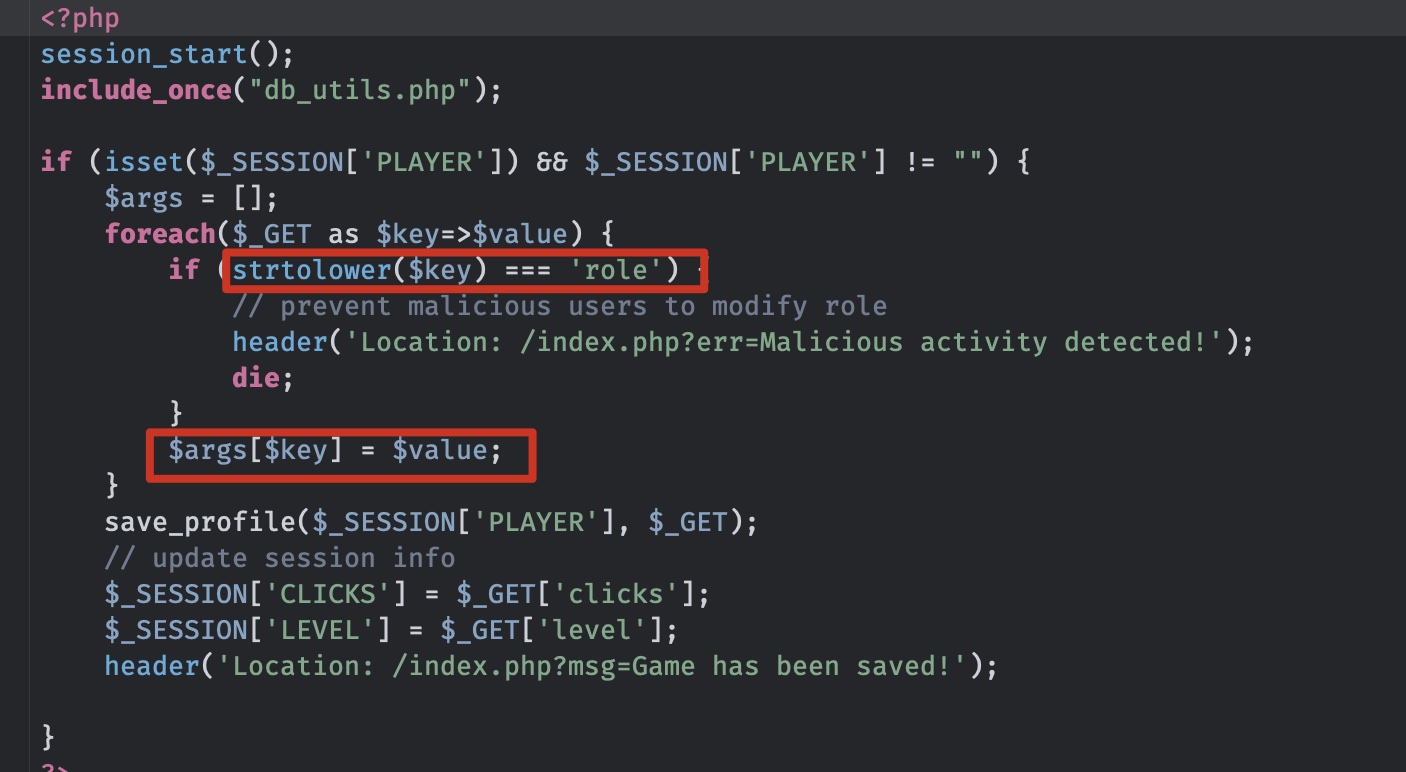 <?php
session_start();
include_once("db_utils.php");
if (isset($_SESSION['PLAYER']) && $_SESSION['PLAYER'] != "") {
$args = [];
foreach($_GET as $key=>$value) {
if (strtolower($key) === 'role') {
// prevent malicious users to modify role
header('Location: /index.php?err=Malicious activity detected!');
die;
}
$args[$key] = $value;
}
save_profile($_SESSION['PLAYER'], $_GET);
// update session info
$_SESSION['CLICKS'] = $_GET['clicks'];
$_SESSION['LEVEL'] = $_GET['level'];
header('Location: /index.php?msg=Game has been saved!');
}
?>